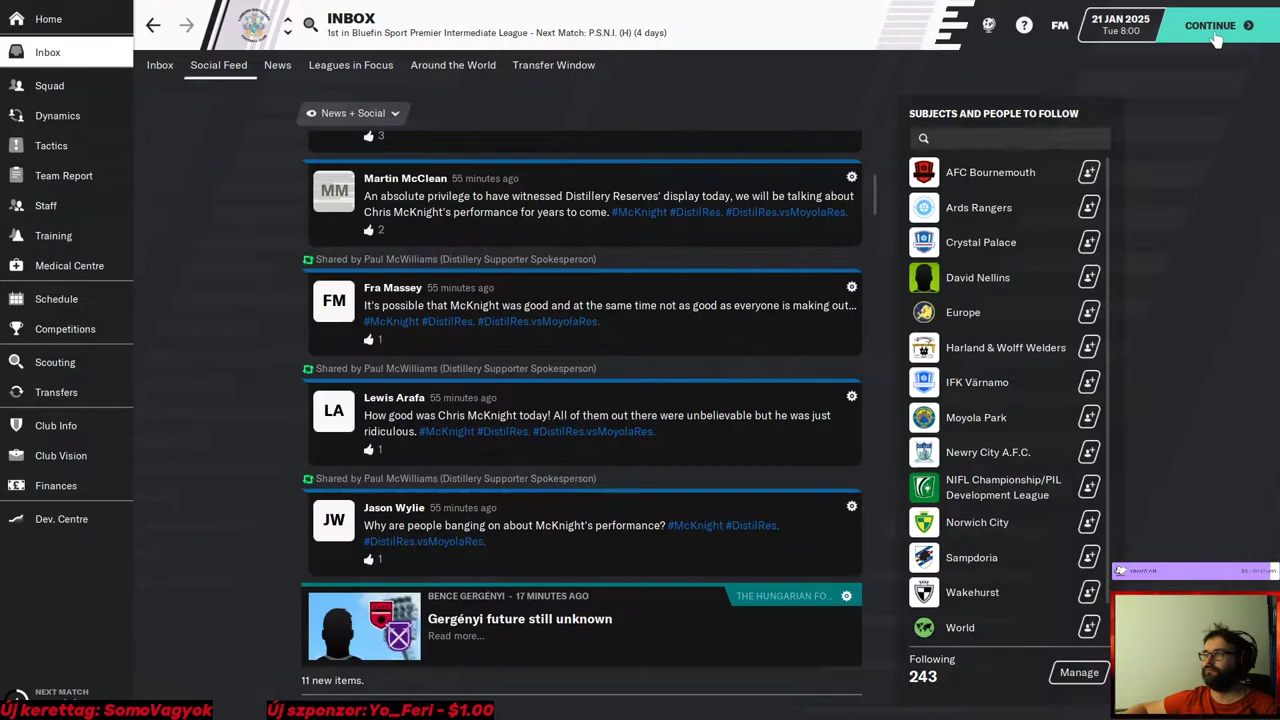 Home
Inbox
Squad
Dynamics
Tactics
Team Report
Staff
Training
Medical Centre
Schedule
Competitions
Scouting
Transfers
Club Info
Club Vision
Finances
Dev. Centre
NEXT MATCH
INBOX
1st in Bluefin Sport Premier Intermediate League - Next Match: P.S.N.I. (H) (4 days)
FM
21 JAN 2025
Tue 8:00
CONTINUE
Inbox
Social Feed
News
Leagues in Focus
Around the World
Transfer Window
News + Social
3
MM
Martin McClean 55 minutes ago
An absolute privilege to have witnessed Distillery Reserves' display today, we will be talking about
Chris McKnight's performance for years to come. #McKnight #DistilRes. #DistilRes.vsMoyolaRes.
2
Shared by Paul McWilliams (Distillery Supporter Spokesperson)
FM
Fra Massey 55 minutes ago
It's possible that McKnight was good and at the same time not as good as everyone is making out...
#McKnight #DistilRes. #DistilRes.vsMoyolaRes.
1
Shared by Paul McWilliams (Distillery Supporter Spokesperson)
LA
Lewis Arafa 55 minutes ago
How good was Chris McKnight today! All of them out there were unbelievable but he was just
ridiculous. #McKnight #DistilRes. #DistilRes.vsMoyolaRes.
1
Shared by Paul McWilliams (Distillery Supporter Spokesperson)
JW
Jason Wylie 55 minutes ago
Why are people banging on about McKnight's performance? #McKnight #DistilRes.
#DistilRes.vsMoyolaRes.
1
BENCE GERGÉNYI - 17 MINUTES AGO
THE HUNGARIAN FO...
Gergényi future still unknown
Read more...
11 new items.
SUBJECTS AND PEOPLE TO FOLLOW
AFC Bournemouth
Ards Rangers
Crystal Palace
David Nellins
Europe
Harland & Wolff Welders
IFK Värnamo
Moyola Park
Newry City A.F.C.
NIFL Championship/PIL
Development League
Norwich City
Sampdoria
Wakehurst
World
Following
243
Manage
Új kerettag: SomoVagyok
Új szponzor: Yo_Feri - $1.00